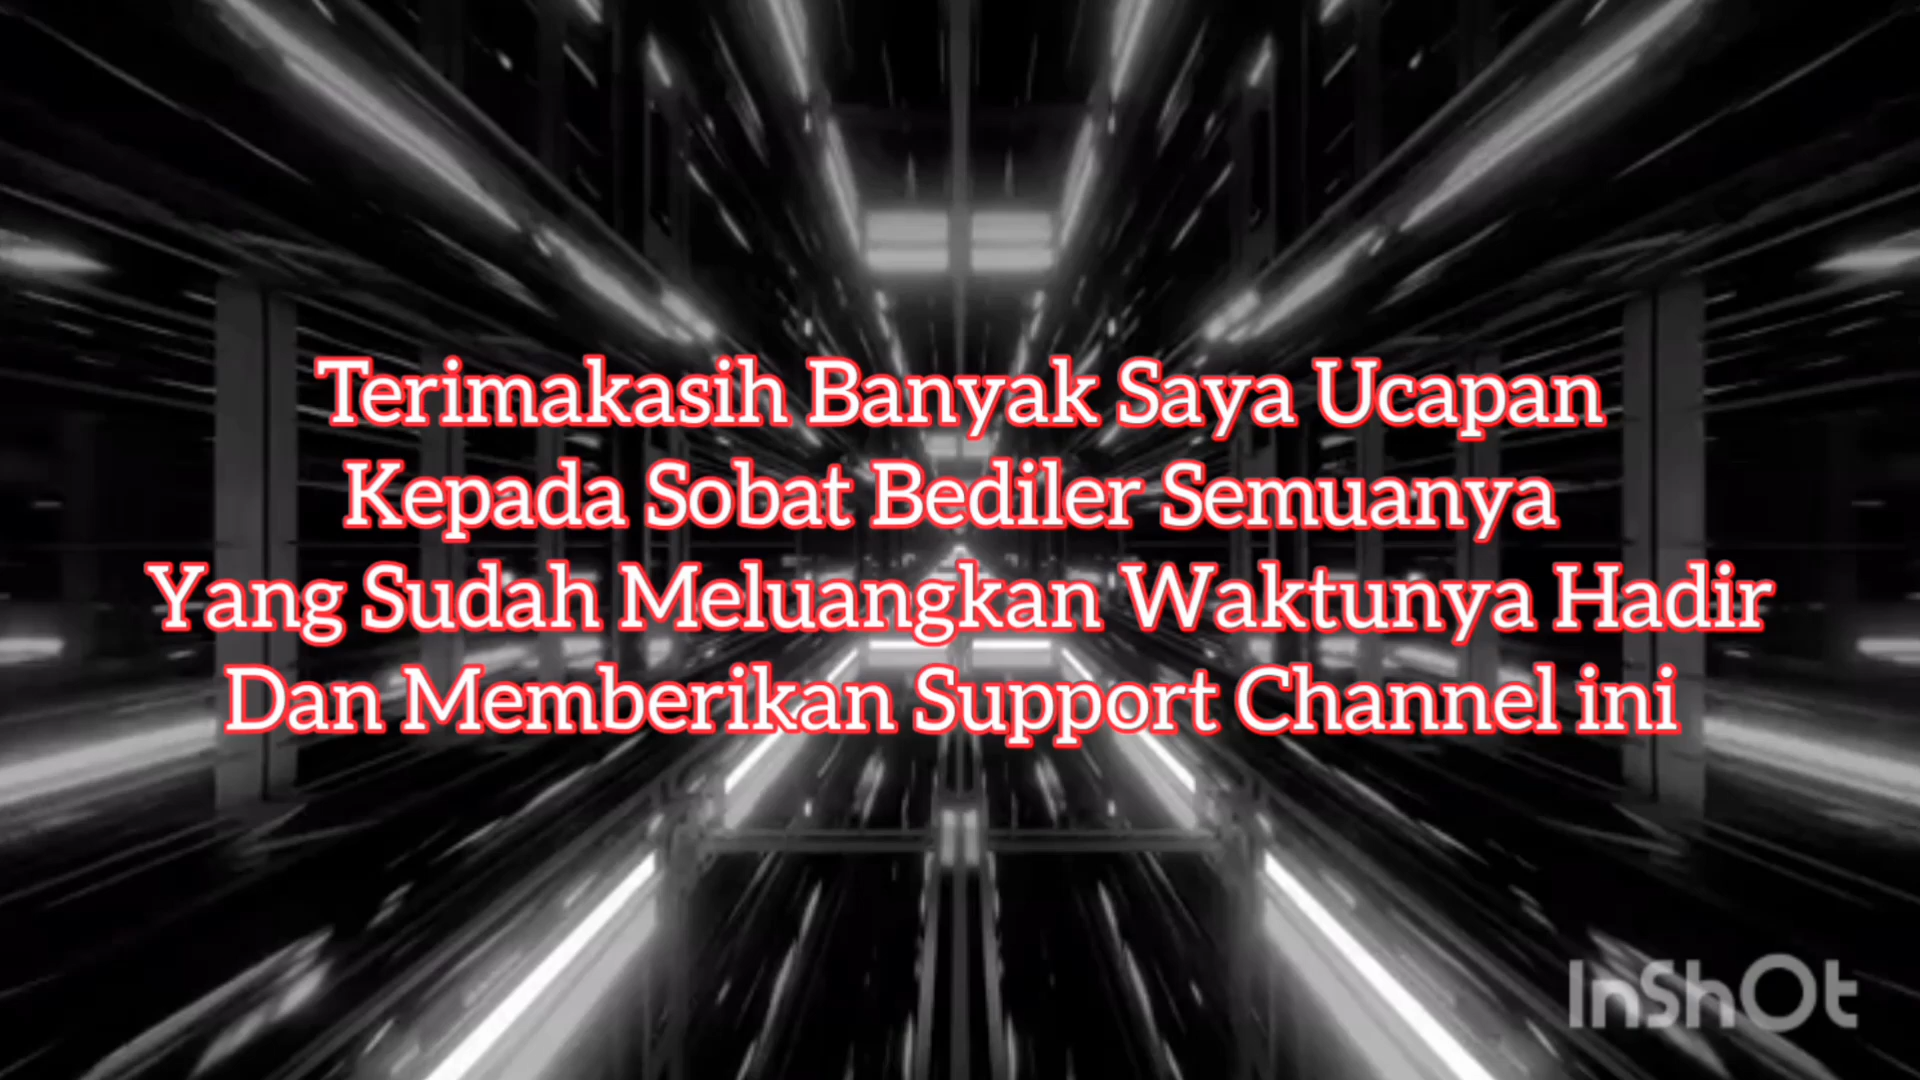 Terimakasih Banyak Saya Ucapan
Kepada Sobat Bediler Semuanya
Yang Sudah Meluangkan Waktunya Hadir
Dan Memberikan Support Channel ini
InShOt